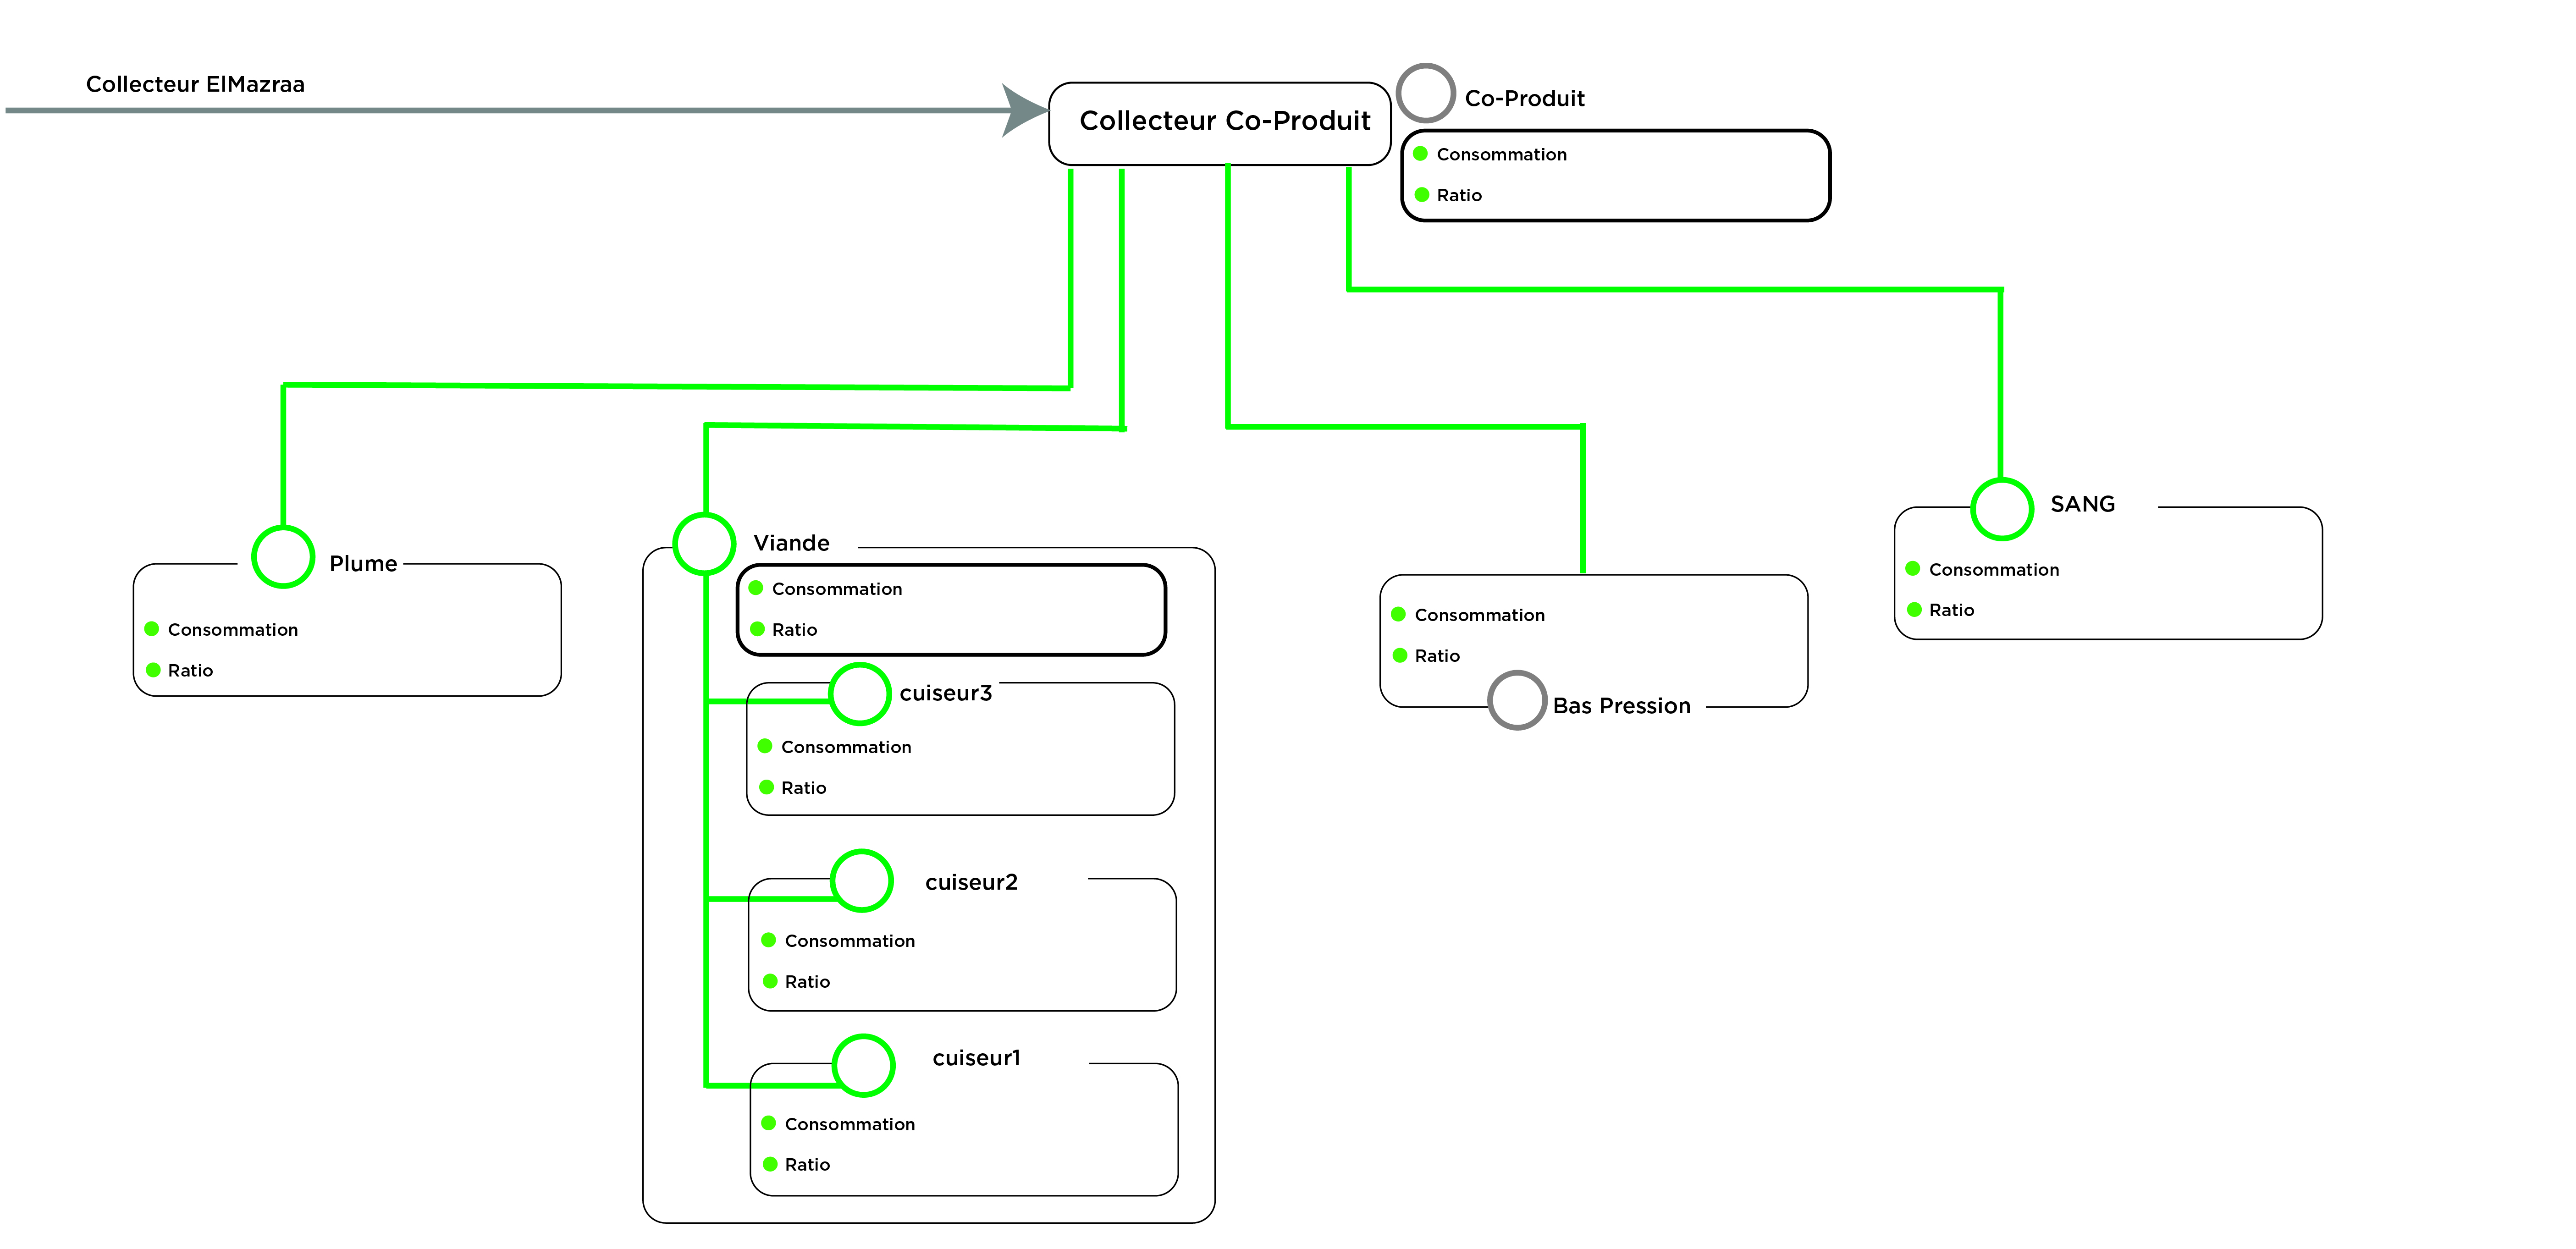 Collecteur ElMazraa
Collecteur Co-Produit
Co-Produit
Consommation
Ratio
Plume
Consommation
Ratio
Viande
Consommation
Ratio
cuiseur3
Consommation
Ratio
cuiseur2
Consommation
Ratio
cuiseur1
Consommation
Ratio
Consommation
Ratio
Bas Pression
SANG
Consommation
Ratio